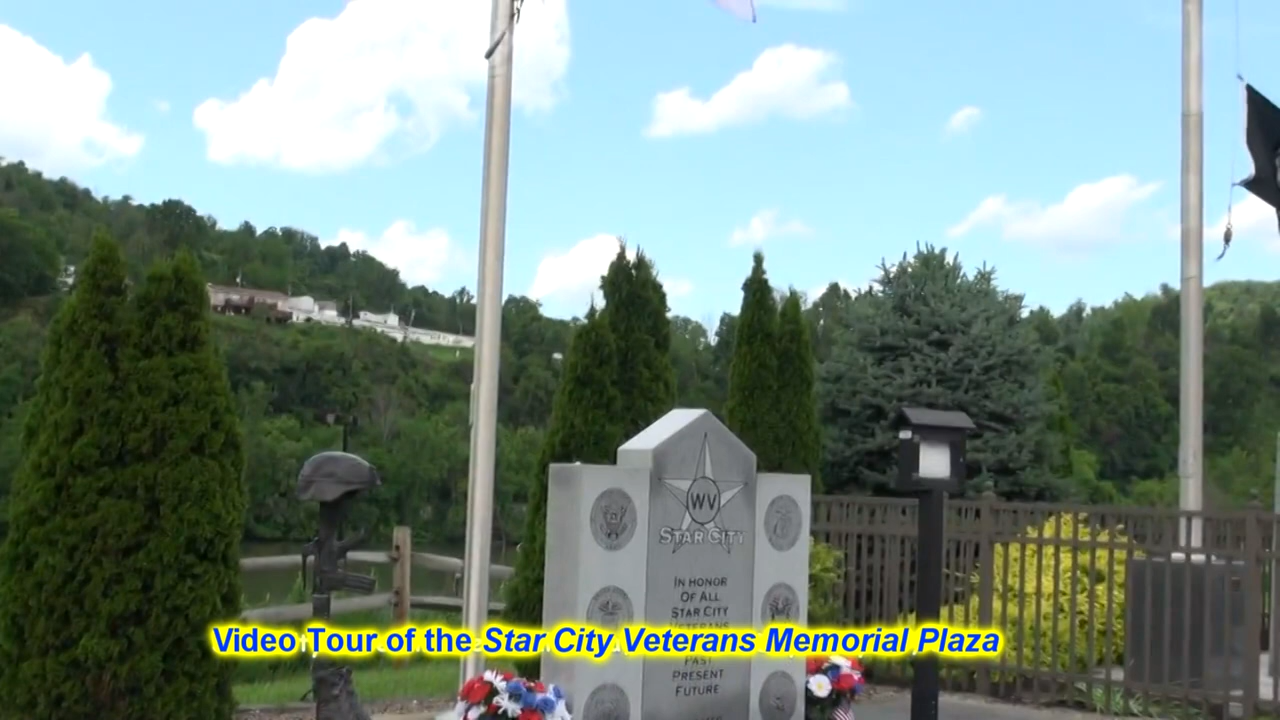 WV
STAR CITY
IN HONOR
OF ALL
STAR CITY
VETERANS
Video Tour of the Star City Veterans Memorial Plaza
PAST
PRESENT
FUTURE